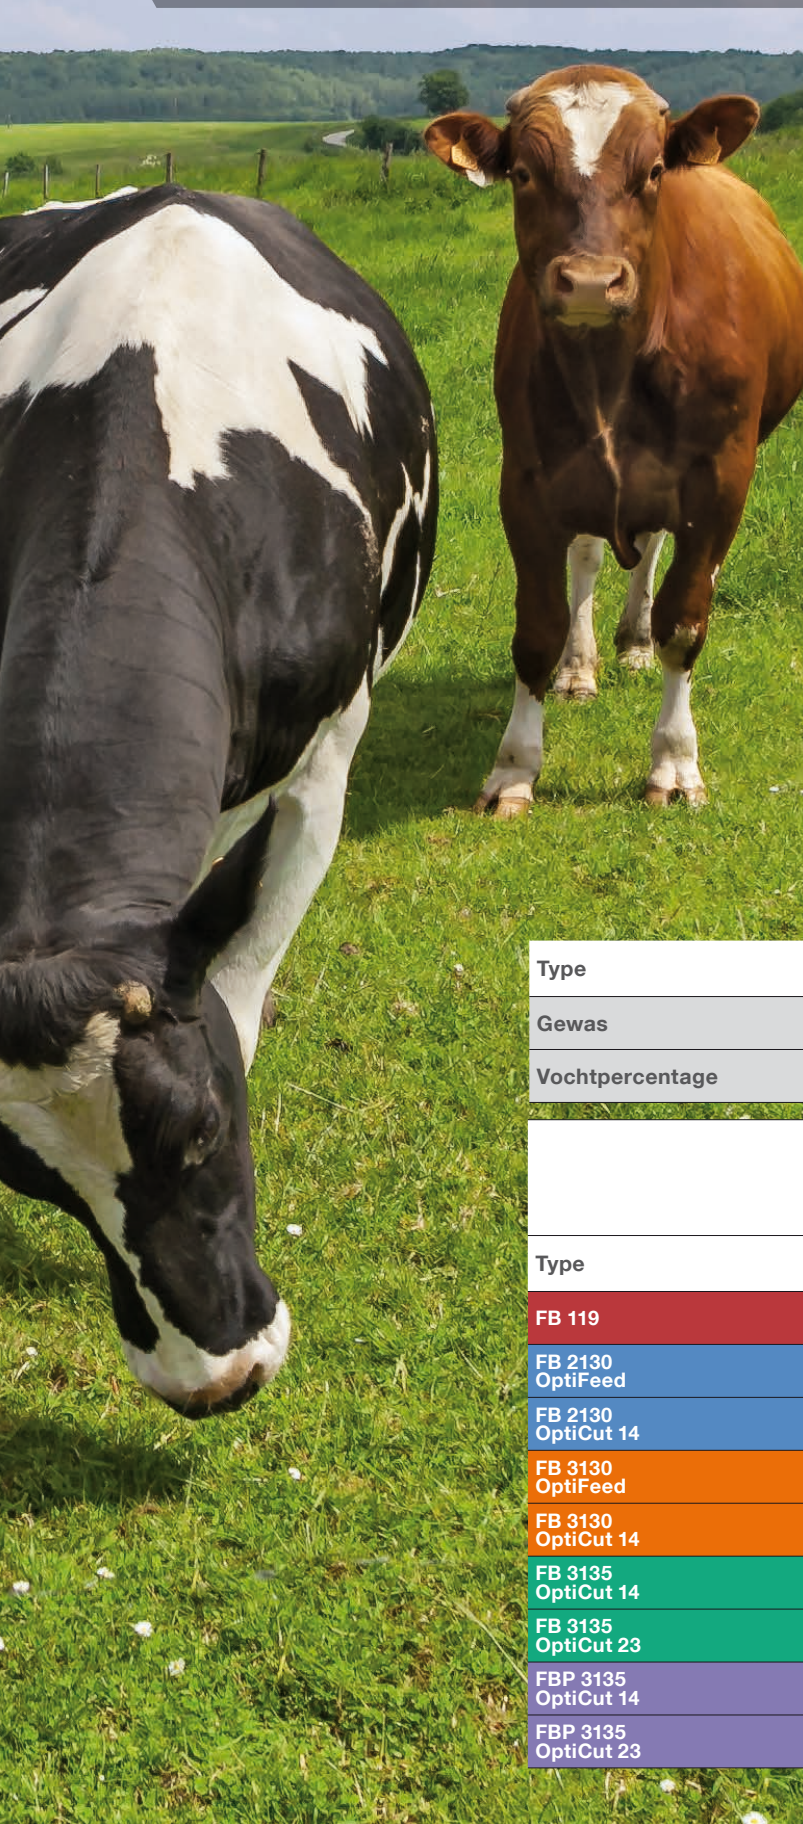 Type
Gewas
Vochtpercentage
Type
FB 119
FB 2130
OptiFeed
FB 2130
OptiCut 14
FB 3130
OptiFeed
FB 3130
OptiCut 14
FB 3135
OptiCut 14
FB 3135
OptiCut 23
FBP 3135
OptiCut 14
FBP 3135
OptiCut 23